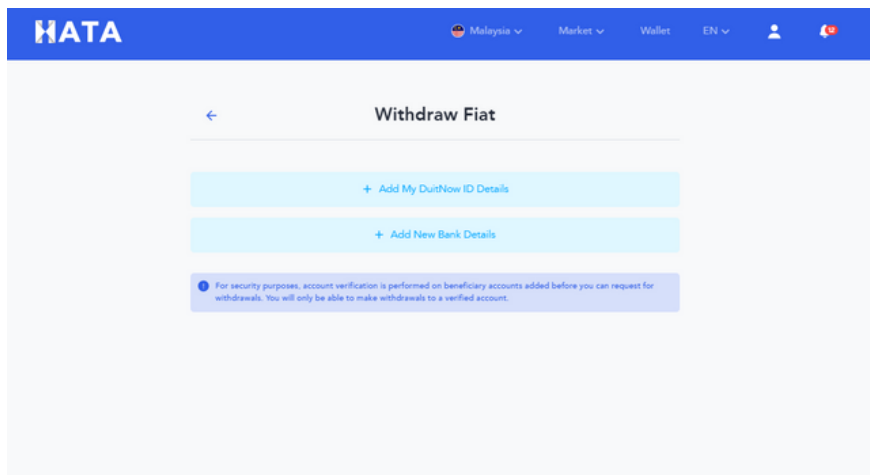 HATA
Malaysia
Market
Wallet
EN
12
Withdraw Fiat
+ Add My DuitNow ID Details
+ Add New Bank Details
For security purposes, account verification is performed on beneficiary accounts added before you can request for
withdrawals. You will only be able to make withdrawals to a verified account.